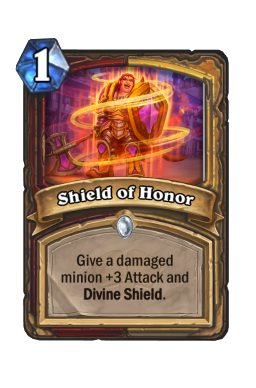 1
Shield of Honor
Give a damaged
minion +3 Attack and
Divine Shield.